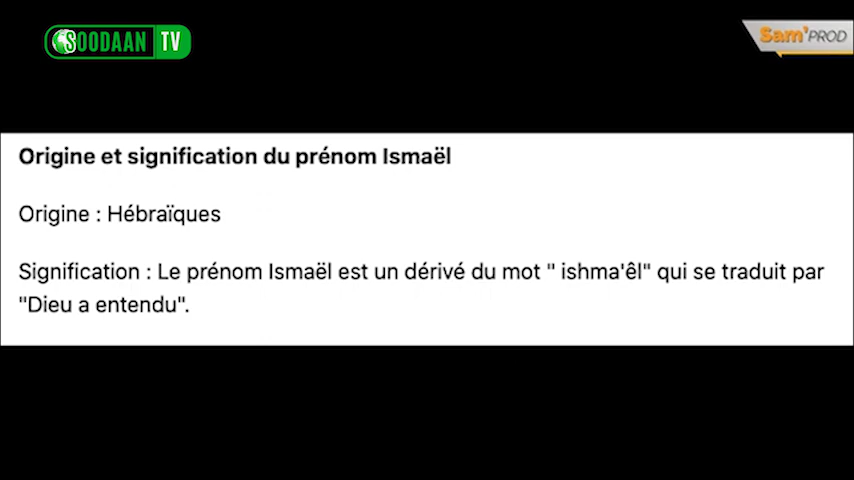 SOODAAN TV
Sam'PROD
Origine et signification du prénom Ismaël
Origine : Hébraïques
Signification : Le prénom Ismaël est un dérivé du mot " ishma'êl" qui se traduit par
"Dieu a entendu".